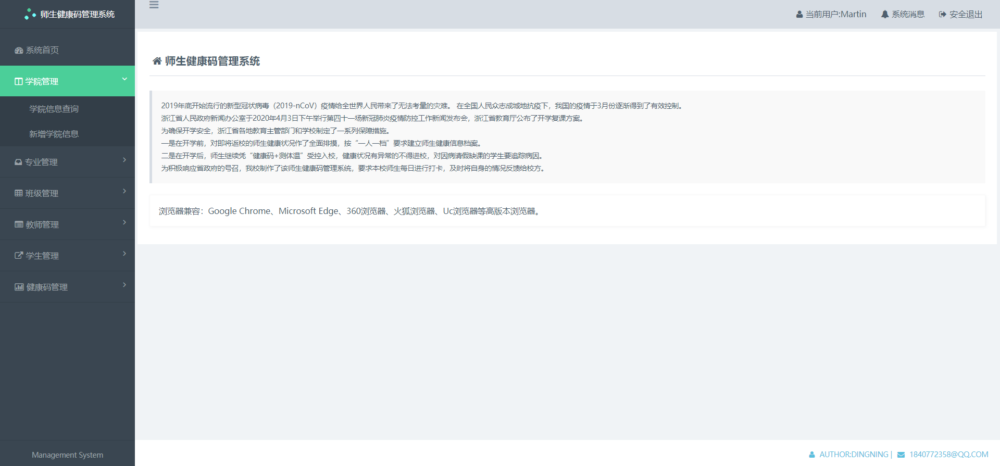 师生健康码管理系统
当前用户:Martin
系统消息
安全退出
系统首页
学院管理
学院信息查询
新增学院信息
专业管理
班级管理
教师管理
学生管理
健康码管理
Management System
师生健康码管理系统
2019年底开始流行的新型冠状病毒（2019-nCoV）疫情给全世界人民带来了无法考量的灾难。 在全国人民众志成城地抗疫下，我国的疫情于3月份逐渐得到了有效控制。
浙江省人民政府新闻办公室于2020年4月3日下午举行第四十一场新冠肺炎疫情防控工作新闻发布会，浙江省教育厅公布了开学复课方案。
为确保开学安全，浙江省各地教育主管部门和学校制定了一系列保障措施。
一是在开学前，对即将返校的师生健康状况作了全面排摸，按“一人一档”要求建立师生健康信息档案。
二是在开学后，师生继续凭“健康码+测体温”受控入校，健康状况有异常的不得进校，对因病请假缺课的学生要追踪病因。
为积极响应省政府的号召，我校制作了该师生健康码管理系统，要求本校师生每日进行打卡，及时将自身的情况反馈给校方。
浏览器兼容：Google Chrome、Microsoft Edge、360浏览器、火狐浏览器、Uc浏览器等高版本浏览器。
AUTHOR:DINGNING | 1840772358@QQ.COM